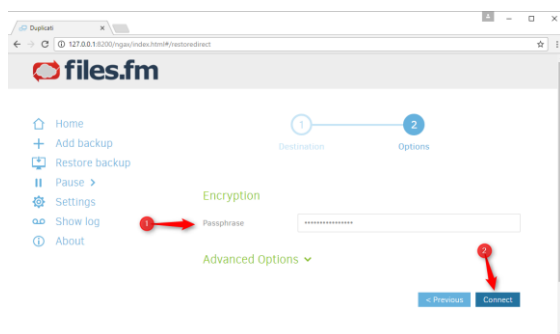 Duplicati
127.0.0.1:8200/ngax/index.html#/restoredirect
files.fm
Home
Add backup
Restore backup
Pause
Settings
Show log
About
1
2
Destination
Options
Encryption
1
Passphrase
****************
Advanced Options
2
< Previous
Connect